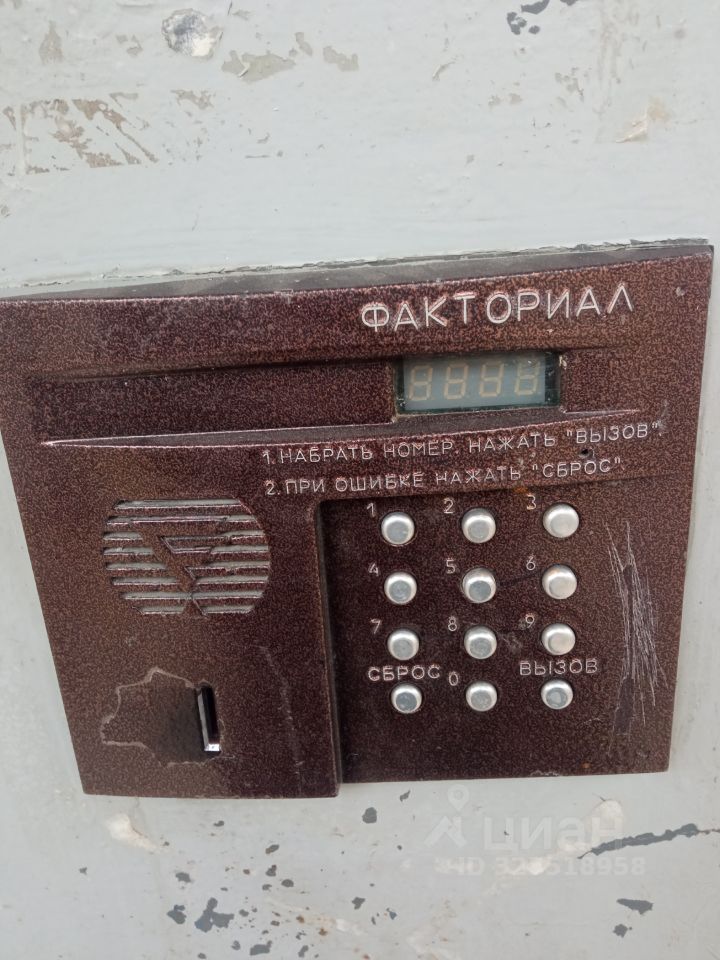 ФАКТОРИАЛ
8888
1. НАБРАТЬ НОМЕР, НАЖАТЬ "ВЫЗОВ".
2. ПРИ ОШИБКЕ НАЖАТЬ "СБРОС"
1 2 3
4 5 6
7 8 9
СБРОС 0 ВЫЗОВ
циан